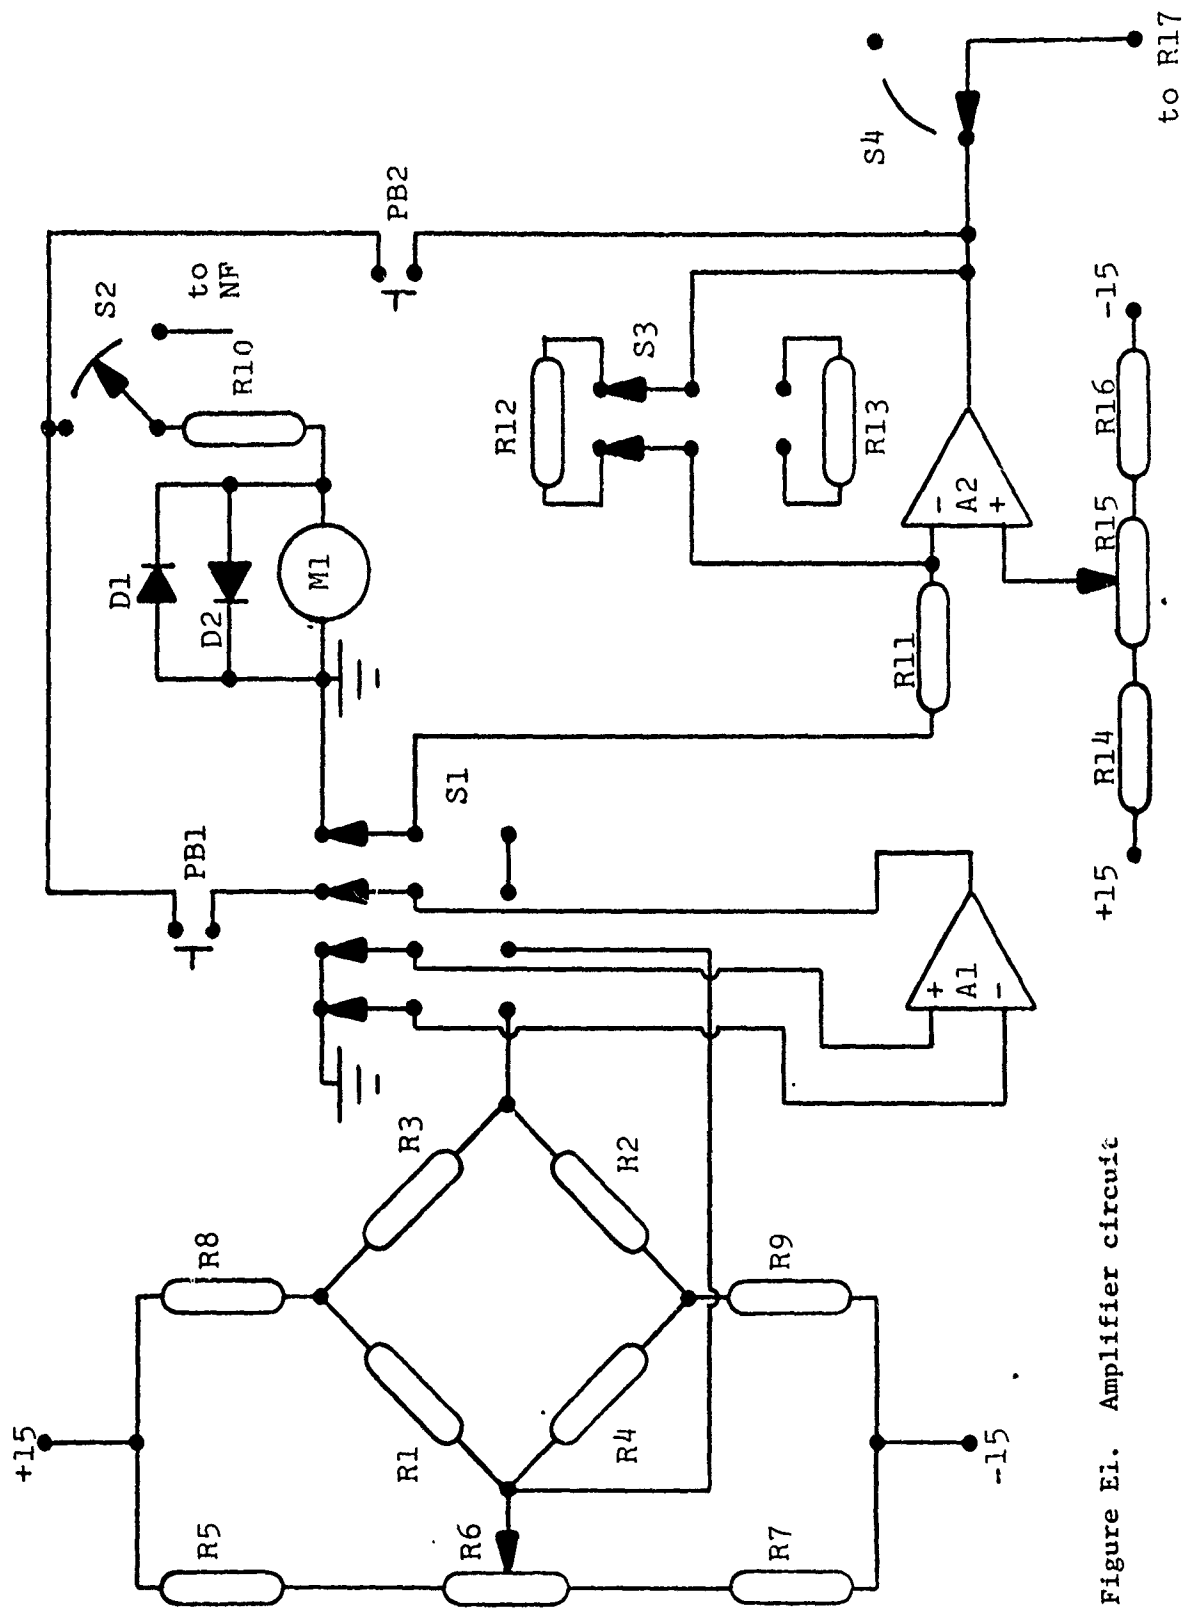 +15
R5
R8
R6
R1
R3
R4
R2
R7
R9
-15
PB1
S1
D1
D2
M1
S2
to
NF
R10
PB2
R12
S3
R13
R11
-
A2
+
+
A1
-
S4
to R17
+15
R14
R15
R16
-15
Figure E1. Amplifier circuit